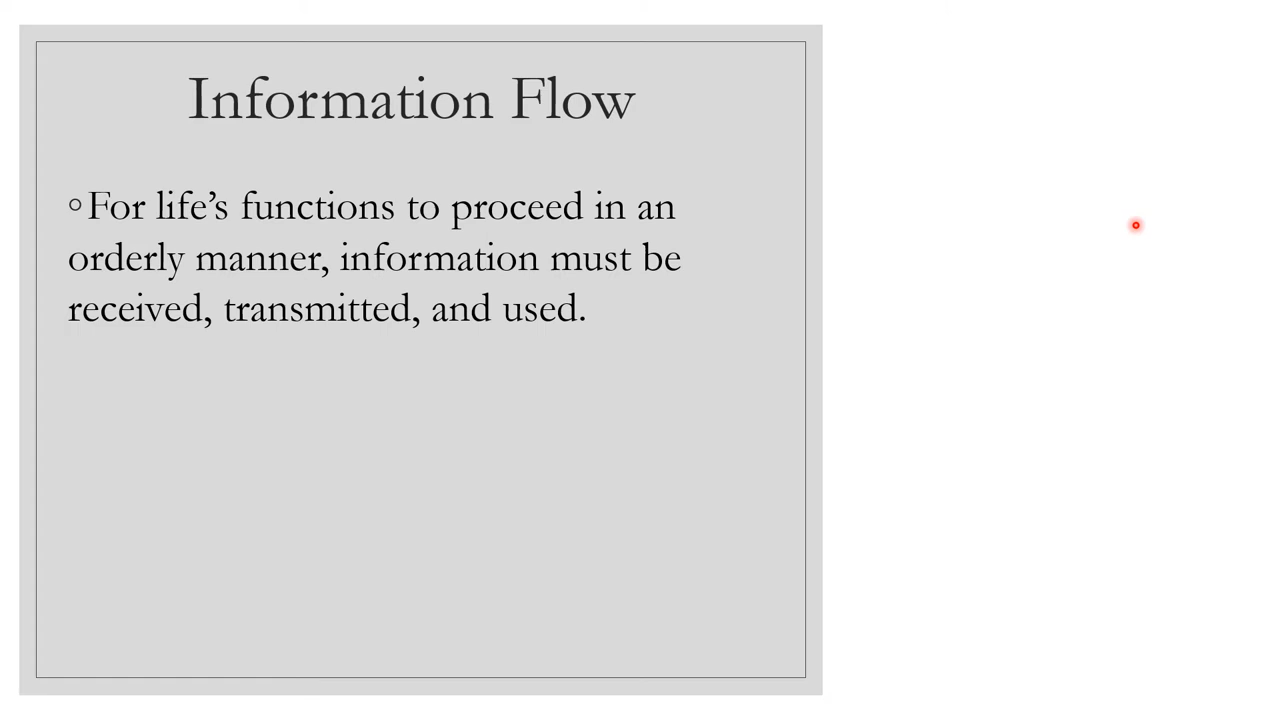 Information Flow
◦For life’s functions to proceed in an
orderly manner, information must be
received, transmitted, and used.